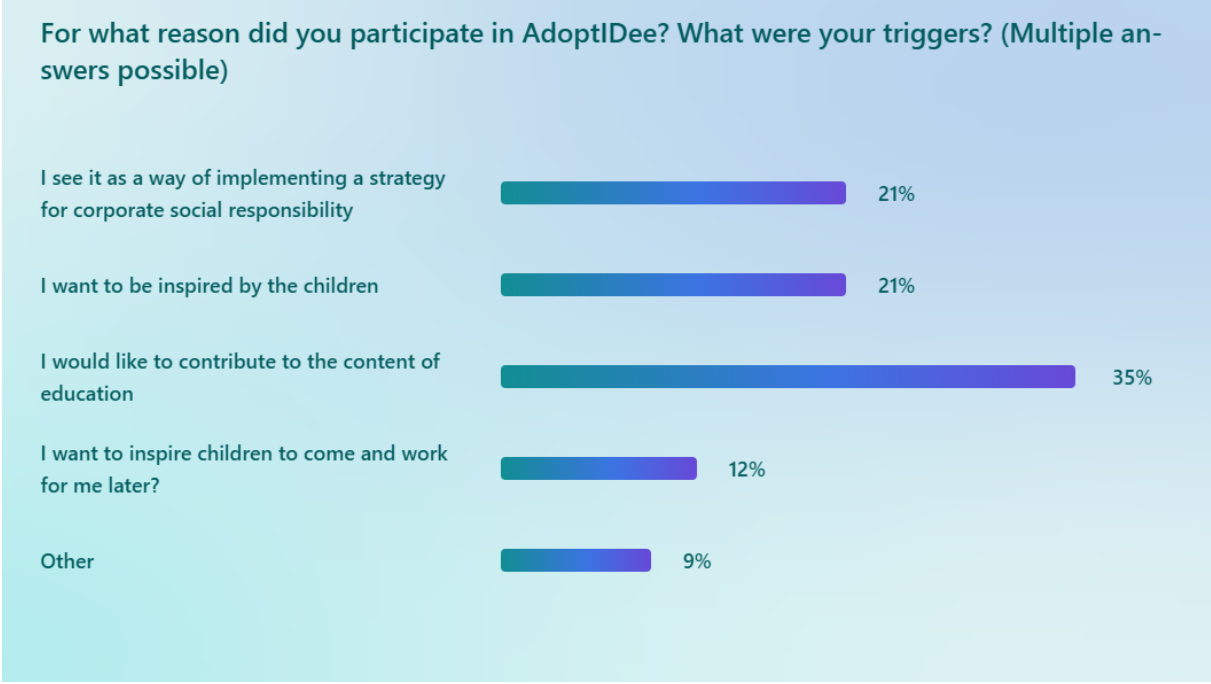 For what reason did you participate in AdoptIDee? What were your triggers? (Multiple an-
swers possible)
I see it as a way of implementing a strategy
for corporate social responsibility
21%
I want to be inspired by the children
21%
I would like to contribute to the content of
education
35%
I want to inspire children to come and work
for me later?
12%
Other
9%